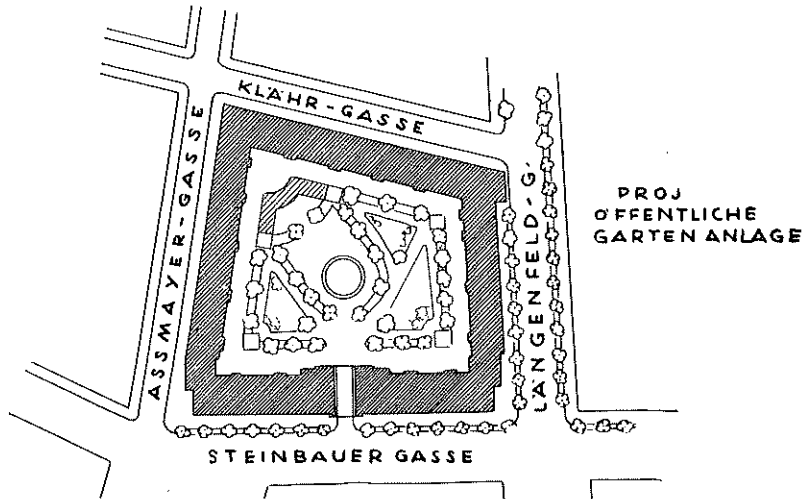 KLÄHR-GASSE
ASSMAYER-GASSE
LÄNGENFELD-G.
PROJ
ÖFFENTLICHE
GARTEN ANLAGE
STEINBAUER GASSE